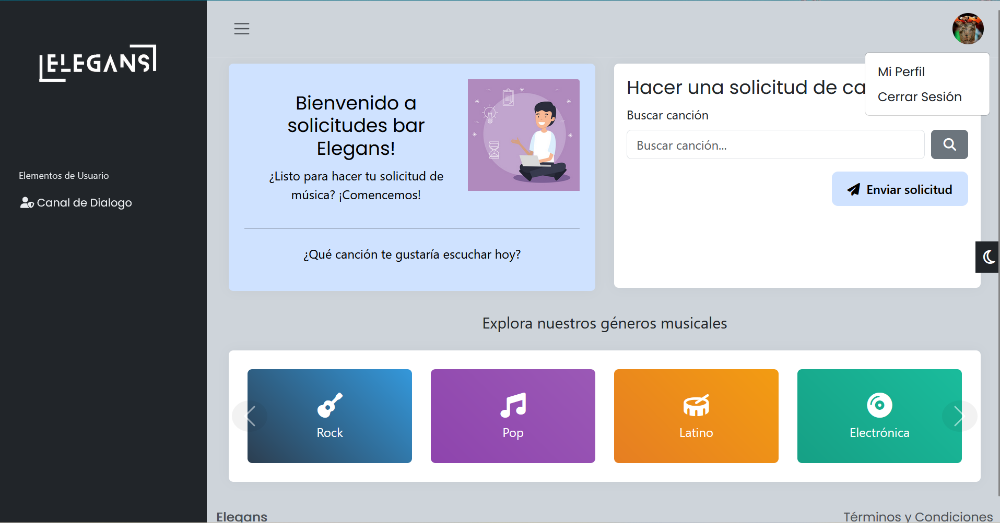 ELEGANS
Elementos de Usuario
Canal de Dialogo
Mi Perfil
Cerrar Sesión
Bienvenido a
solicitudes bar
Elegans!
¿Listo para hacer tu solicitud de
música? ¡Comencemos!
¿Qué canción te gustaría escuchar hoy?
Hacer una solicitud de ca
Buscar canción
Buscar canción...
Enviar solicitud
Explora nuestros géneros musicales
Rock
Pop
Latino
Electrónica
Elegans
Términos y Condiciones